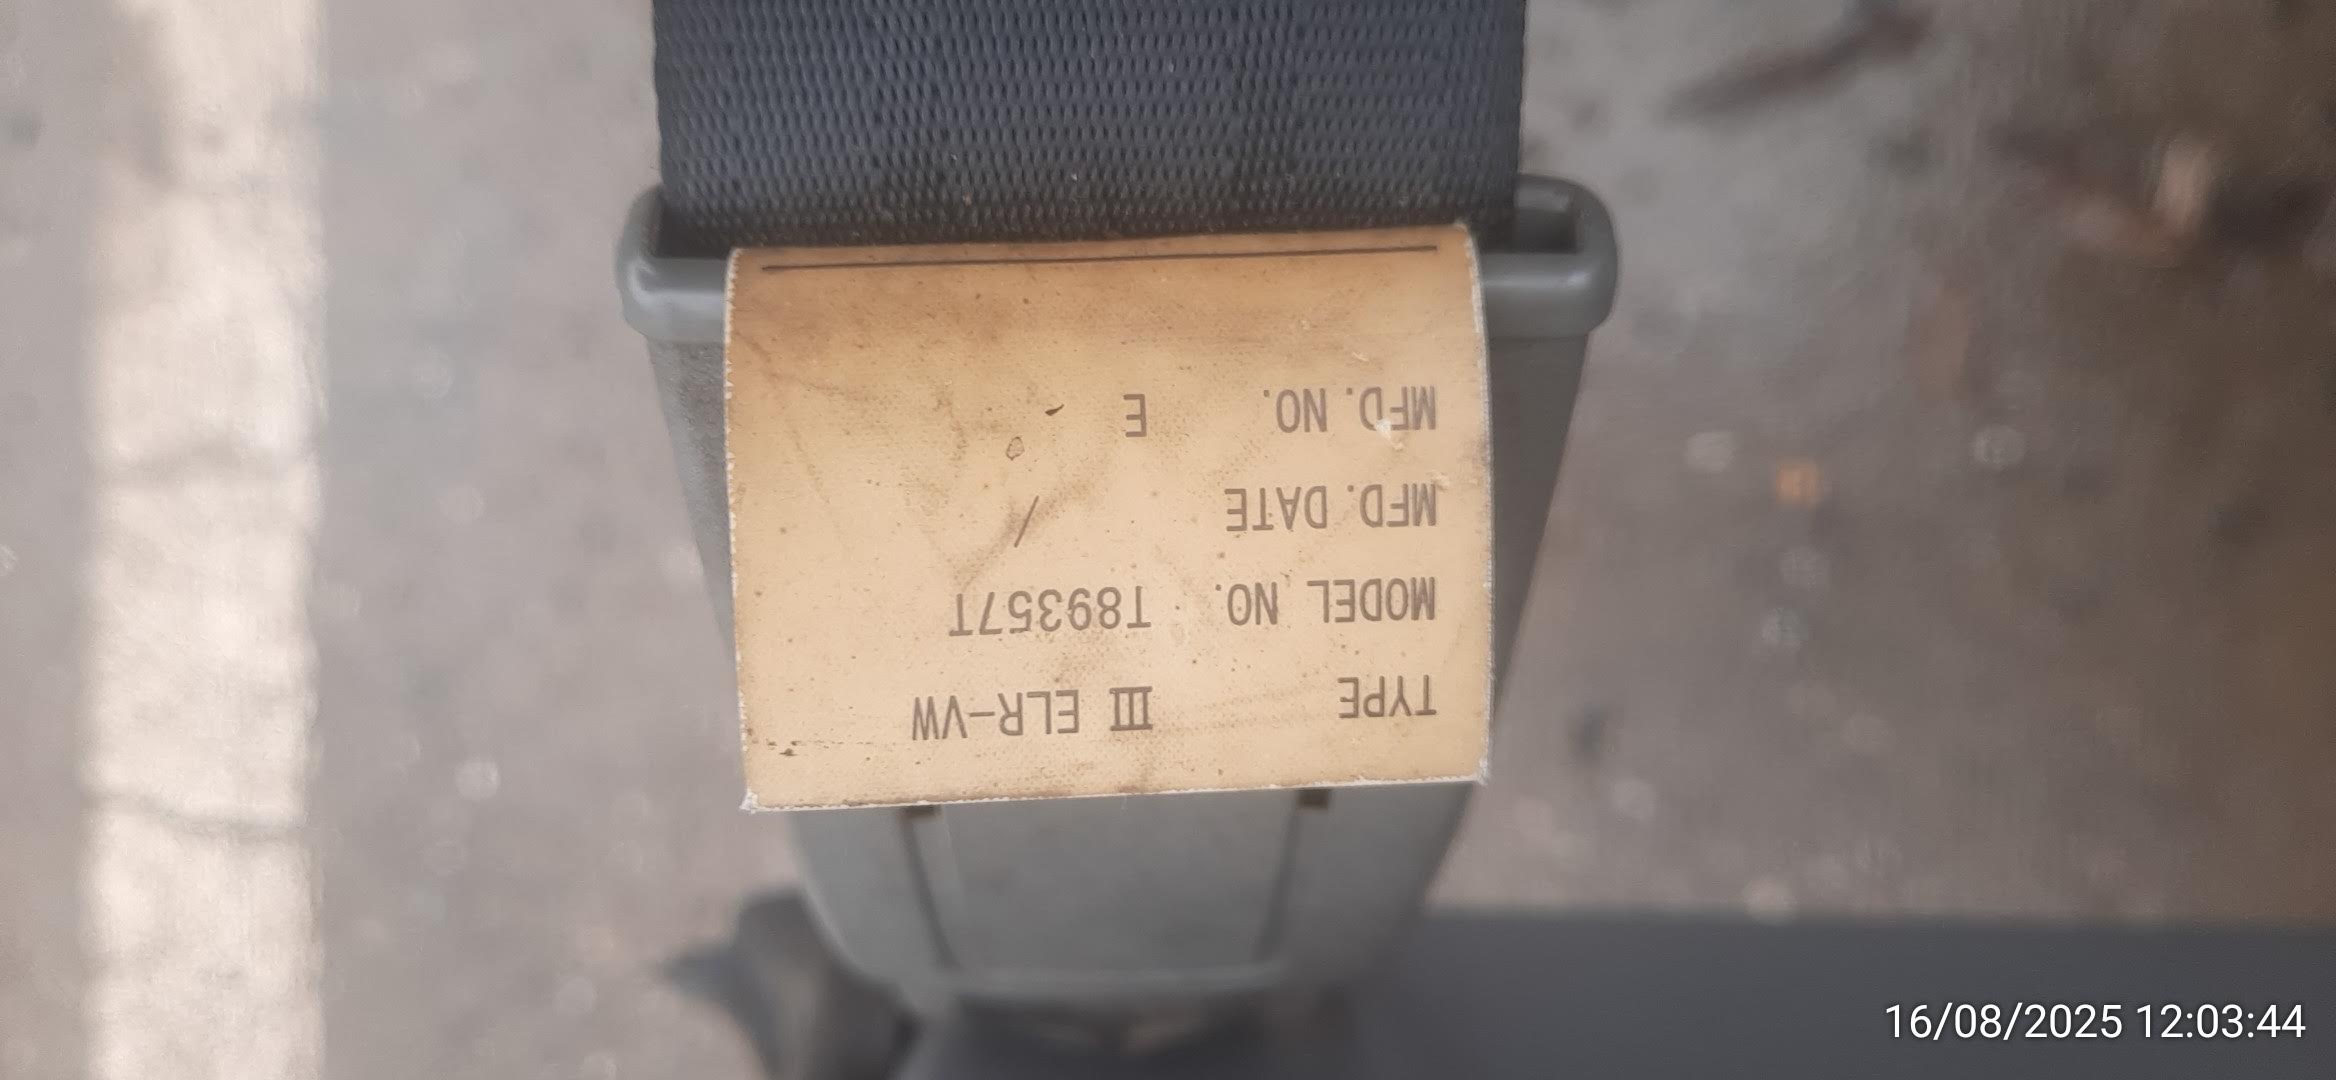 TYPE III ELR-VW
MODEL NO. T89357T
MFD. DATE /
MFD. NO. E
16/08/2025 12:03:44